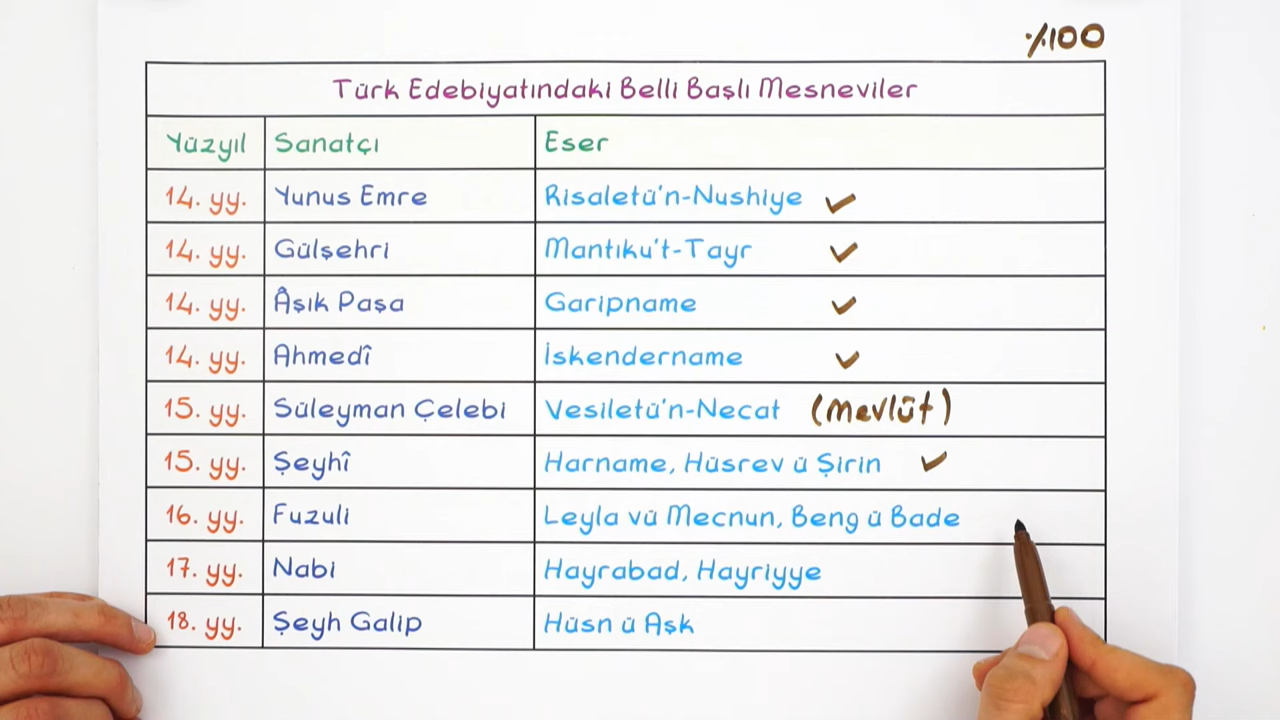 %100
Türk Edebiyatındaki Belli Başlı Mesneviler
Yüzyıl Sanatçı Eser
14. yy. Yunus Emre Risaletü'n-Nushiye
14. yy. Gülşehri Mantıku't-Tayr
14. yy. Âşık Paşa Garipname
14. yy. Ahmedî İskendername
15. yy. Süleyman Çelebi Vesiletü'n-Necat (mevlüt)
15. yy. Şeyhî Harname, Hüsrev ü Şirin
16. yy. Fuzuli Leyla vü Mecnun, Beng ü Bade
17. yy. Nabi Hayrabad, Hayriyye
18. yy. Şeyh Galip Hüsn ü Aşk